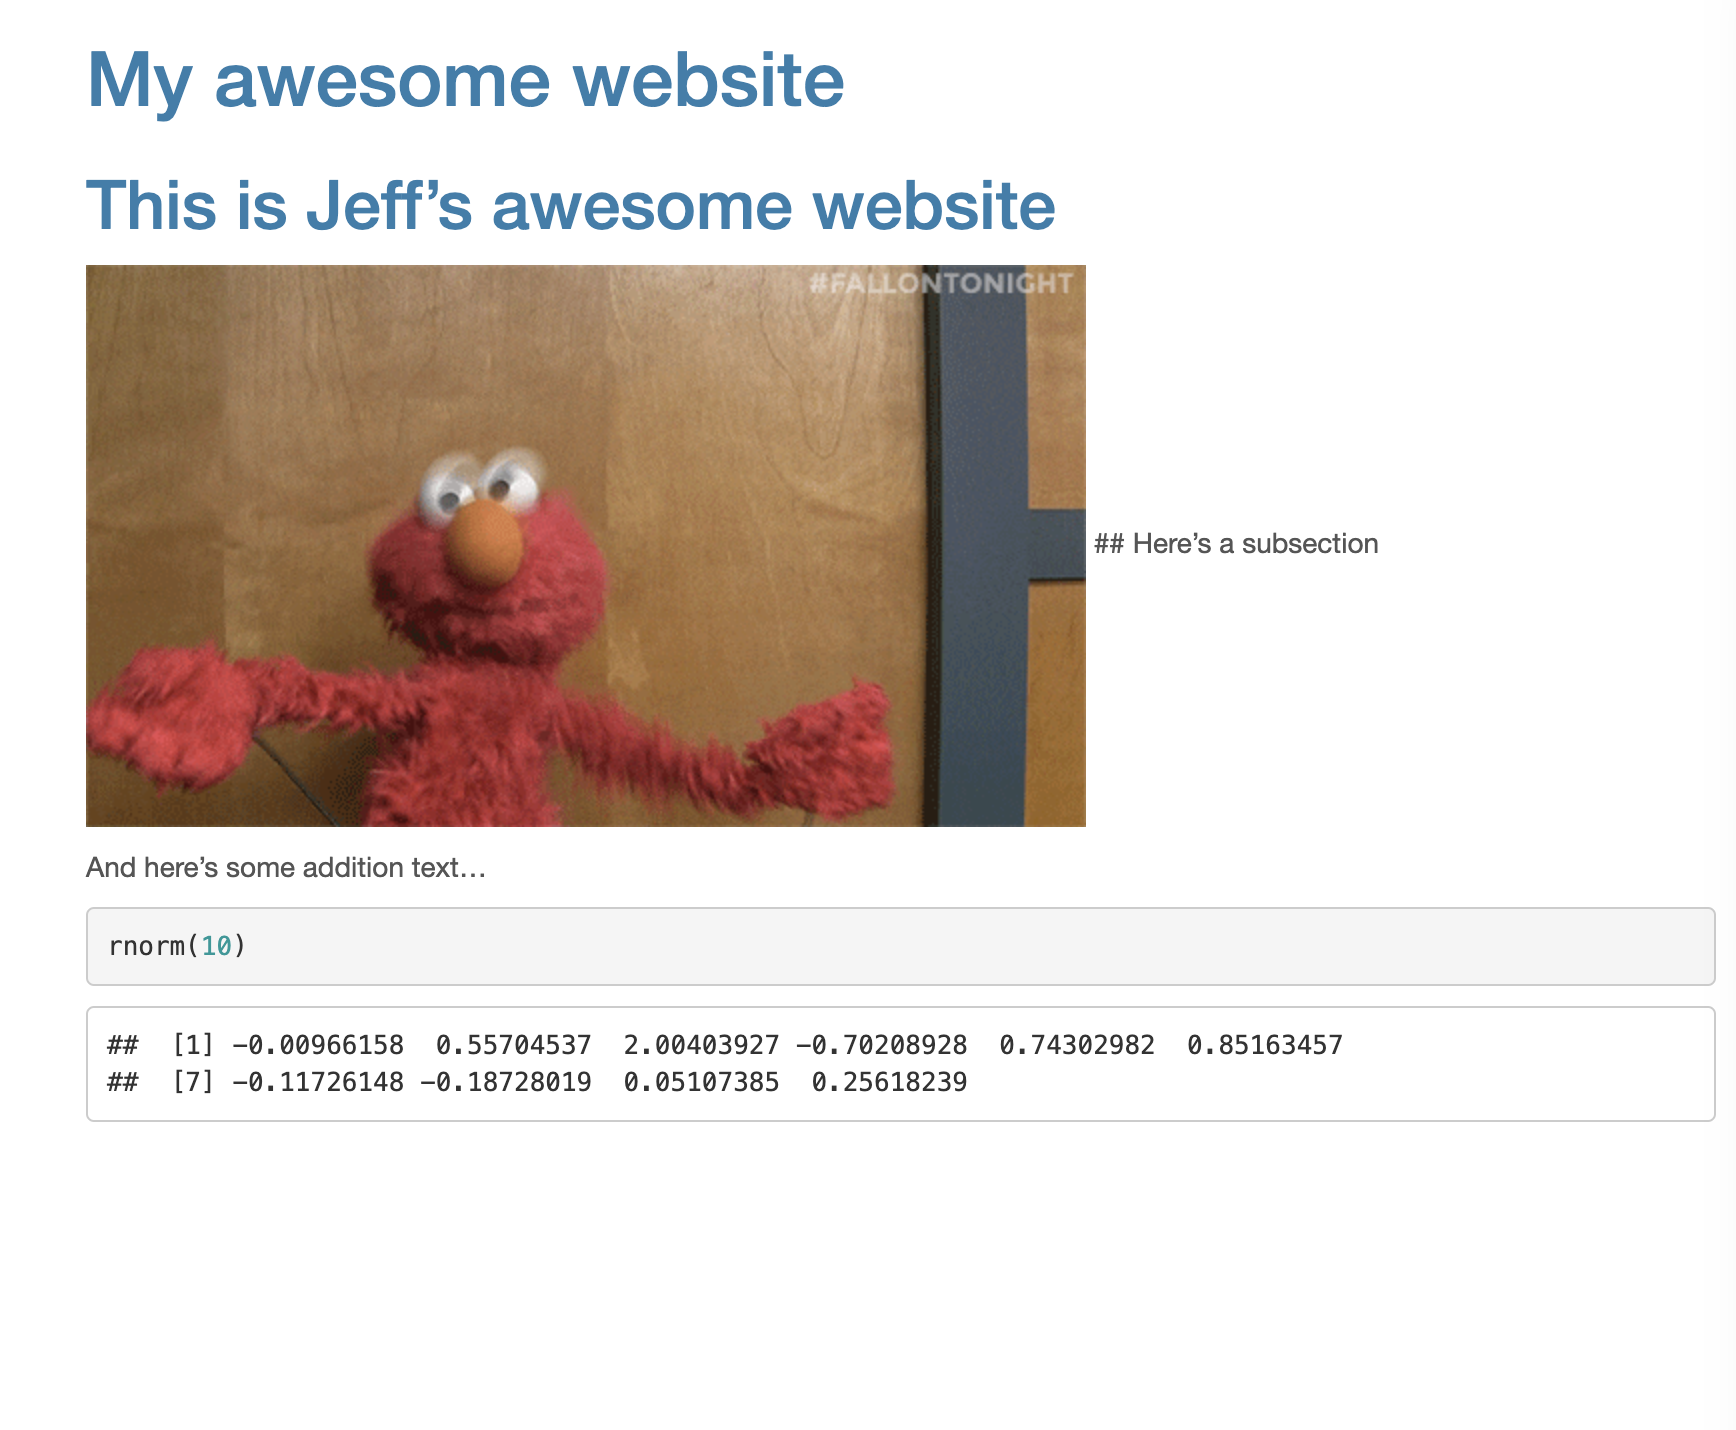 My awesome website
This is Jeff’s awesome website
#FALLONTONIGHT
## Here’s a subsection
And here’s some addition text…
rnorm(10)
##  [1] -0.00966158  0.55704537  2.00403927 -0.70208928  0.74302982  0.85163457
##  [7] -0.11726148 -0.18728019  0.05107385  0.25618239